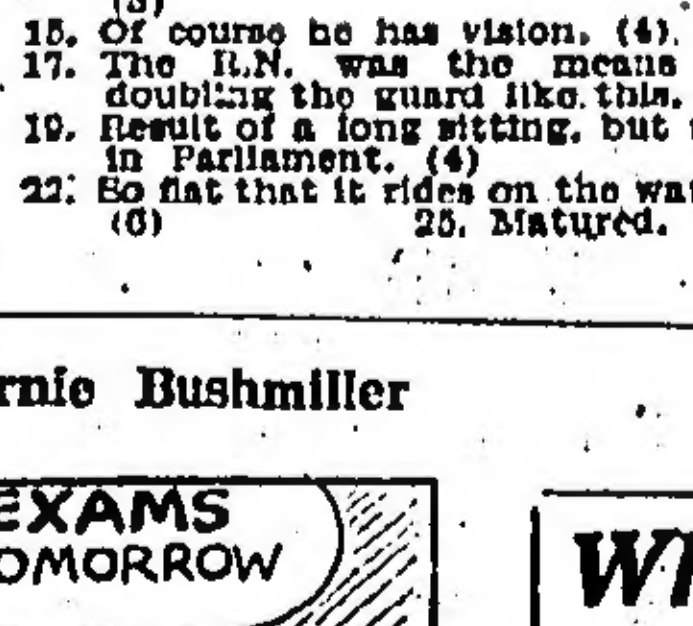 (3)
15. Of course he has vision. (4).
17. The R.N. was the means
doubling the guard like this.
19. Result of a long sitting, but
in Parliament. (4)
22. So flat that it rides on the
(6) 25. Matured.
rnie Bushmiller
EXAMS
OMORROW